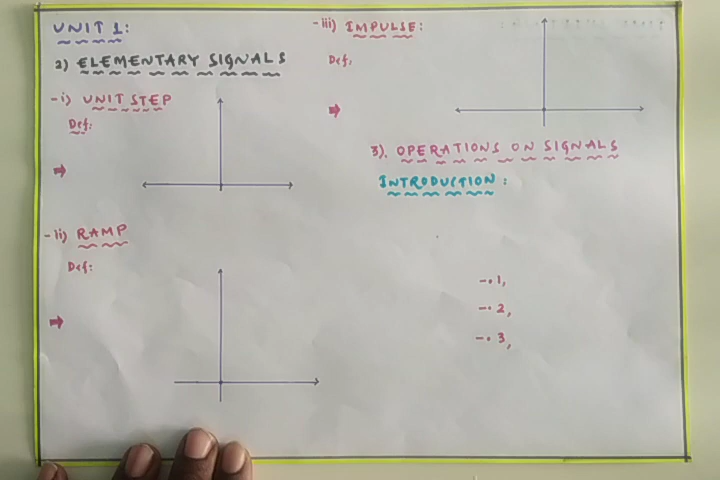 UNIT 1:
2) ELEMENTARY SIGNALS
-i) UNIT STEP
Def:
-ii) RAMP
Def:
-iii) IMPULSE:
Def:
3). OPERATIONS ON SIGNALS
INTRODUCTION:
-. 1,
-. 2,
-. 3,